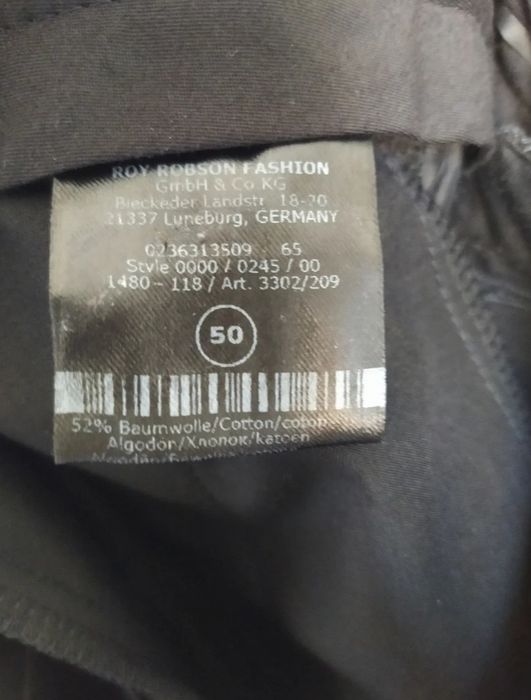 ROY ROBSON FASHION
GmbH & Co KG
Bleckeder Landstr. 18-20
21337 Luneburg, GERMANY
0236313509 - 65
Style 0000 / 0245 / 00
1480 - 118 / Art. 3302/209
50
52% Baumwolle/Cotton/coton
Algodón/Хлопок/katoen